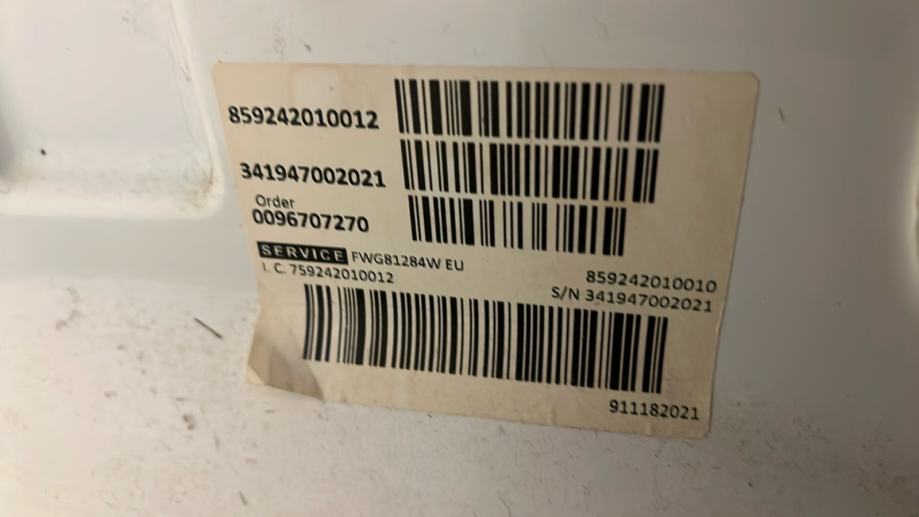 859242010012
341947002021
Order
0096707270
SERVICE FWG81284W EU
I. C. 759242010012
859242010010
S/N 341947002021
911182021